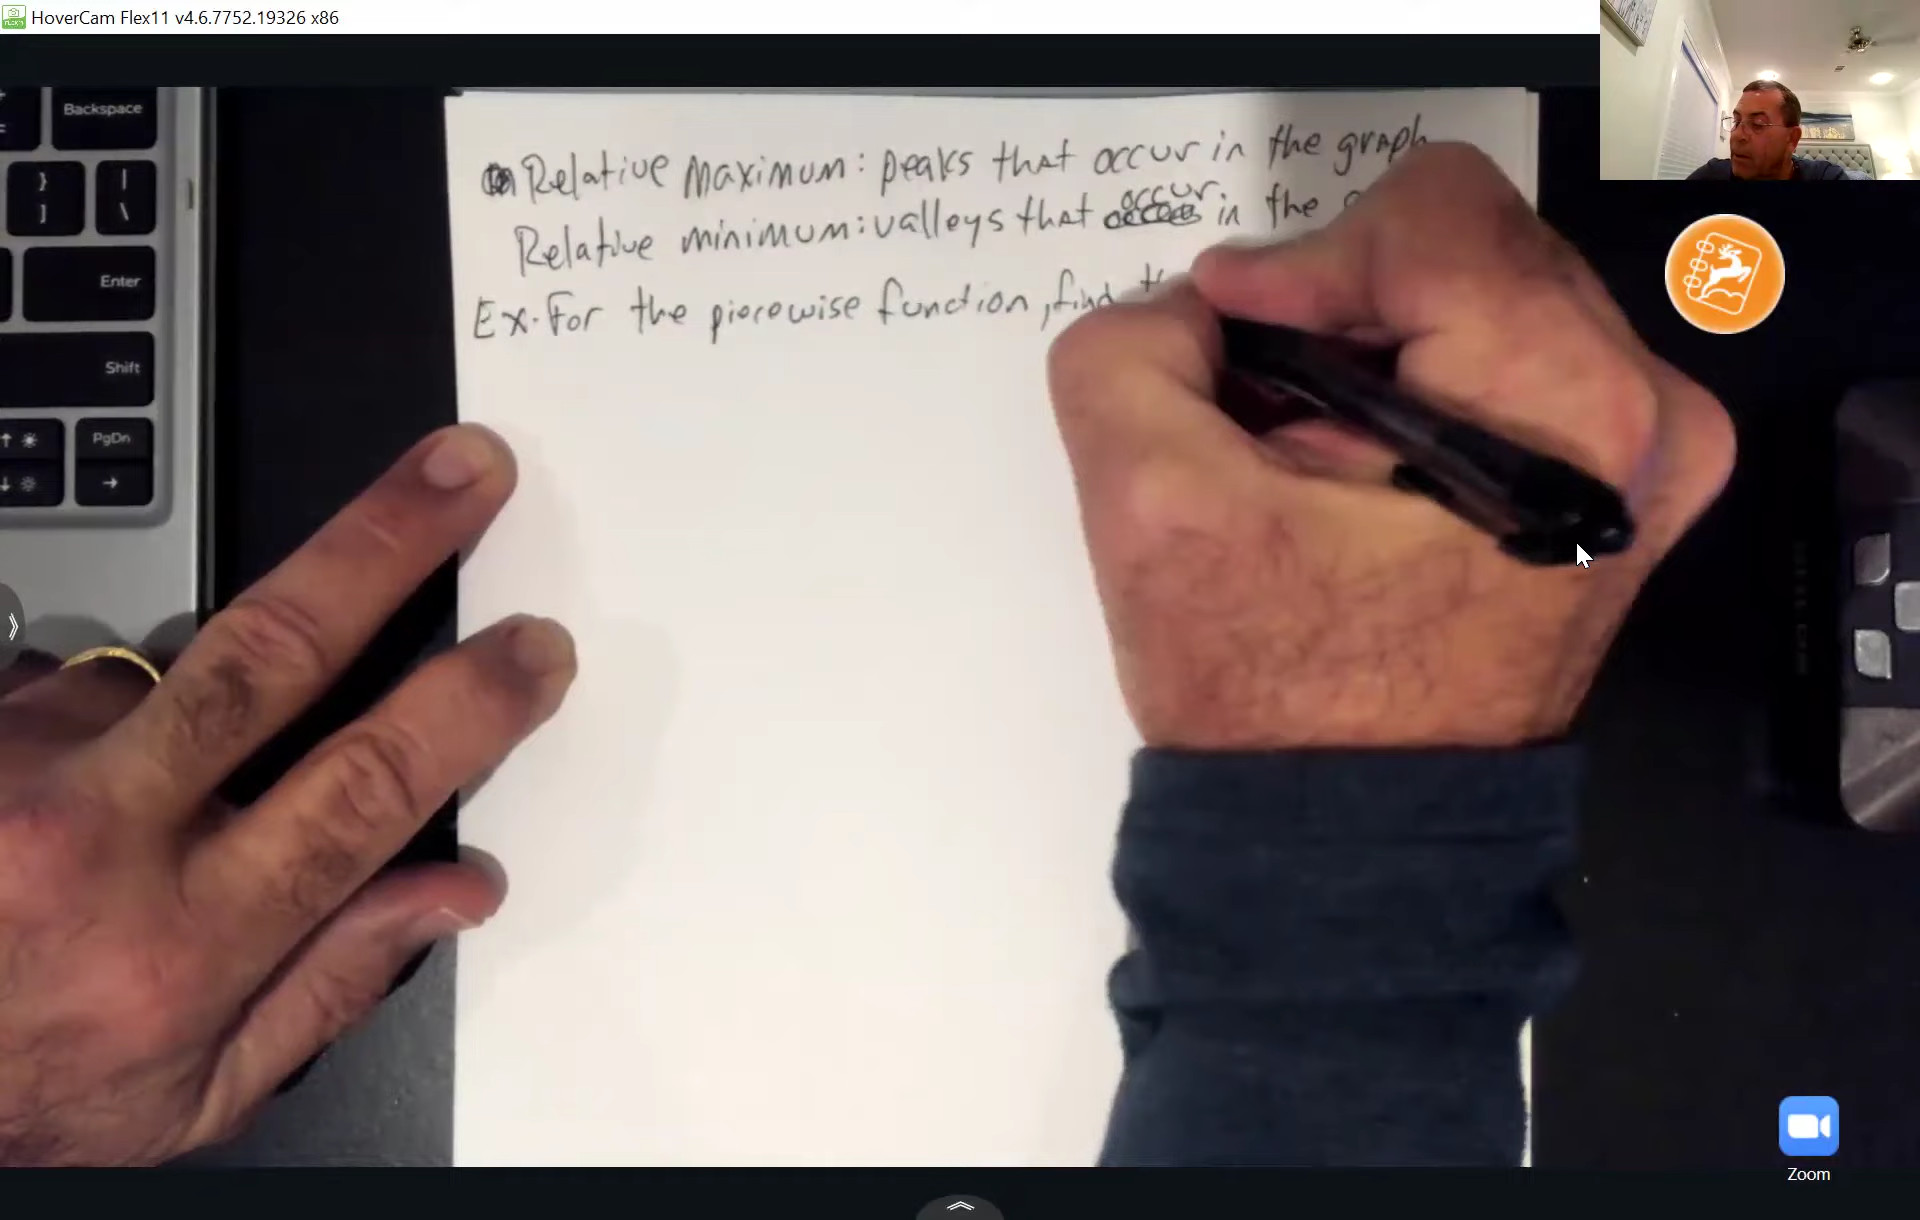 HoverCam Flex11 v4.6.7752.19326 x86
Backspace
}
]
|
\
Enter
Shift
PgDn
Relative Maximum: peaks that occur in the graph
Relative minimum: valleys that occur in the
Ex. For the piecewise function, find
Zoom